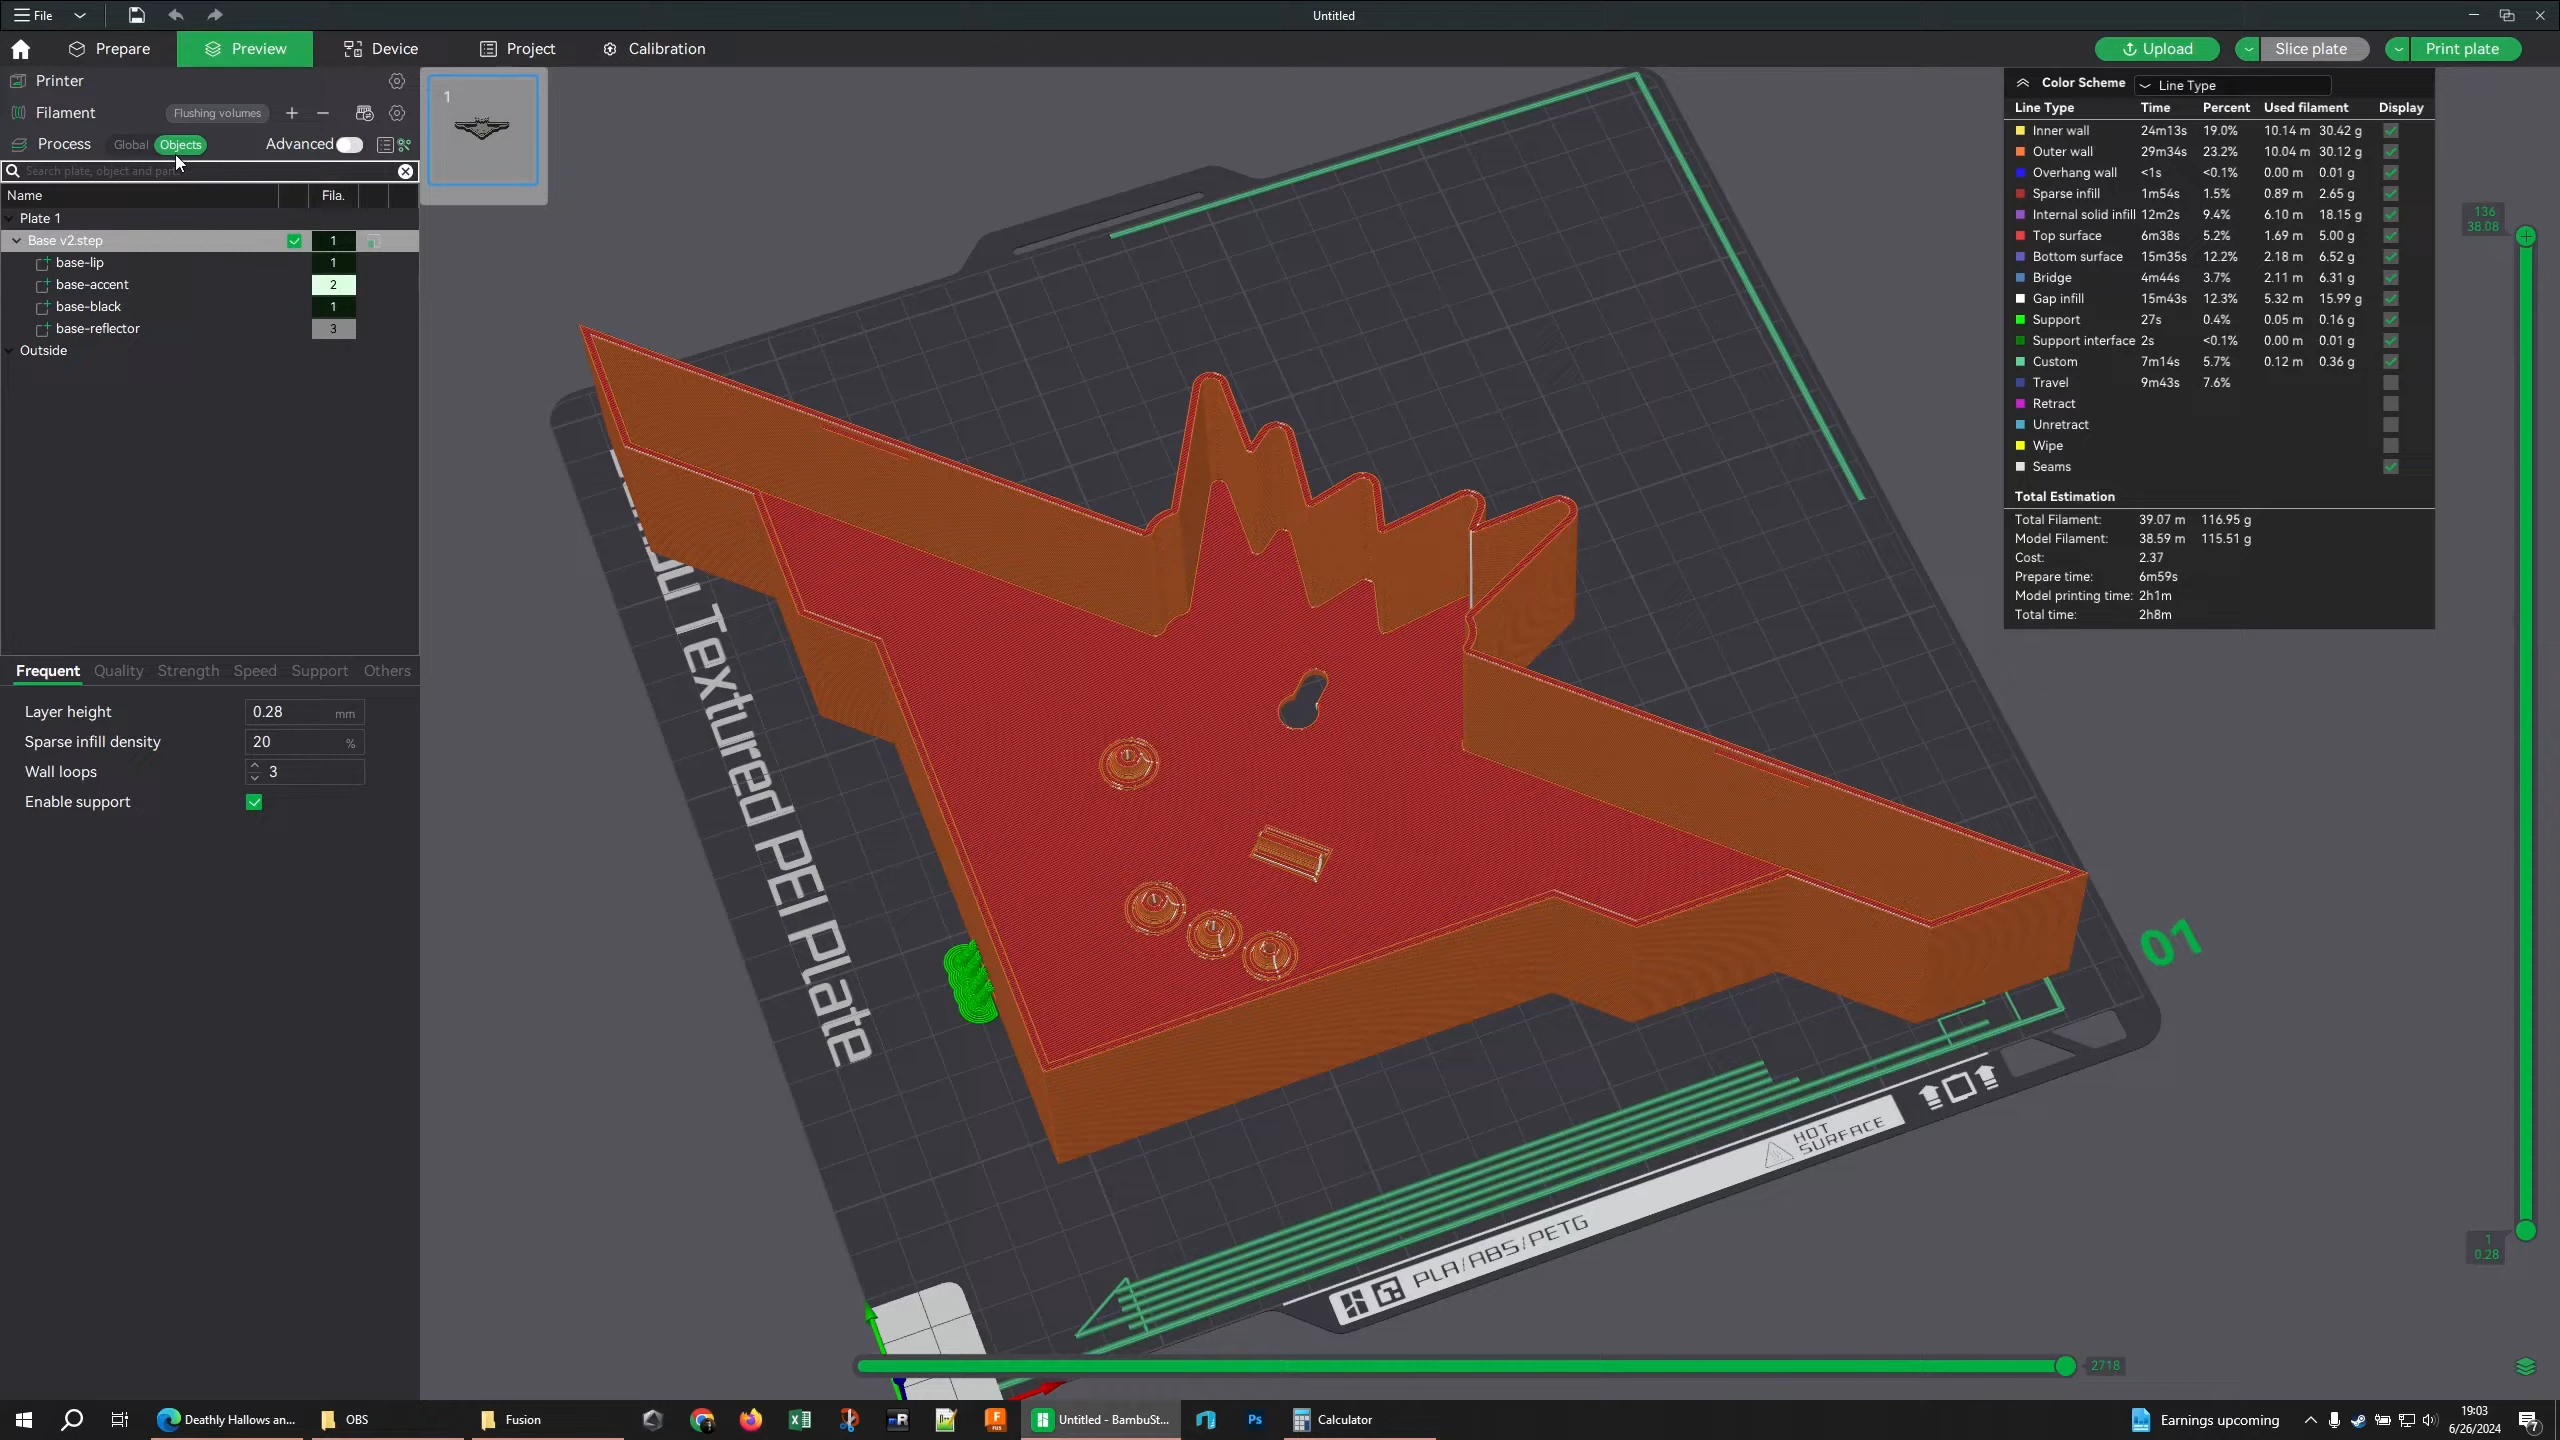 File
Untitled
Prepare
Preview
Device
Project
Calibration
Upload
Slice plate
Print plate
Printer
Filament
Flushing volumes
Process
Global
Objects
Advanced
Search plate, object and part.
Name
Fila.
Plate 1
Base v2.step
1
base-lip
1
base-accent
2
base-black
1
base-reflector
3
Outside
Frequent
Quality
Strength
Speed
Support
Others
Layer height
0.28
mm
Sparse infill density
20
%
Wall loops
3
Enable support
1
Textured PEI Plate
01
HOT SURFACE
PLA/ABS/PETG
Color Scheme
Line Type
Line Type Time Percent Used filament Display
Inner wall 24m13s 19.0% 10.14 m 30.42 g
Outer wall 29m34s 23.2% 10.04 m 30.12 g
Overhang wall <1s <0.1% 0.00 m 0.01 g
Sparse infill 1m54s 1.5% 0.89 m 2.65 g
Internal solid infill 12m2s 9.4% 6.10 m 18.15 g
Top surface 6m38s 5.2% 1.69 m 5.00 g
Bottom surface 15m35s 12.2% 2.18 m 6.52 g
Bridge 4m44s 3.7% 2.11 m 6.31 g
Gap infill 15m43s 12.3% 5.32 m 15.99 g
Support 27s 0.4% 0.05 m 0.16 g
Support interface 2s <0.1% 0.00 m 0.01 g
Custom 7m14s 5.7% 0.12 m 0.36 g
Travel 9m43s 7.6%
Retract
Unretract
Wipe
Seams
Total Estimation
Total Filament: 39.07 m 116.95 g
Model Filament: 38.59 m 115.51 g
Cost: 2.37
Prepare time: 6m59s
Model printing time: 2h1m
Total time: 2h8m
136
38.08
1
0.28
2718
Deathly Hallows an...
OBS
Fusion
Untitled - BambuSt...
Ps
Calculator
Earnings upcoming
19:03
6/26/2024
7